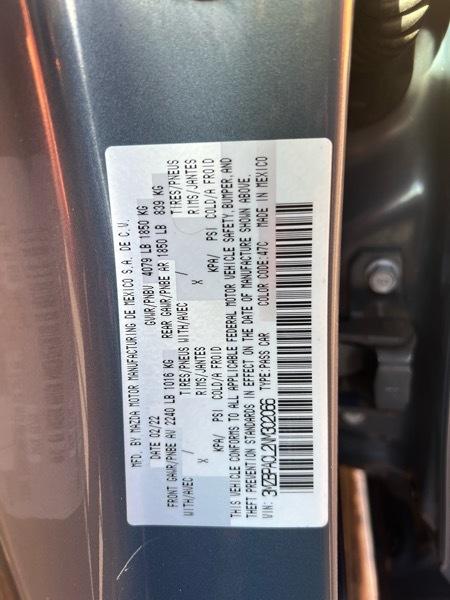 MFD. BY MAZDA MOTOR MANUFACTURING DE MEXICO S.A. DE C.V.
DATE 02/22 GVWR/PNBV 4079 LB 1850 KG
FRONT GAWR/PNBE AV 2240 LB 1016 KG REAR GAWR/PNBE AR 1850 LB 839 KG
WITH/AVEC TIRES/PNEUS WITH/AVEC TIRES/PNEUS
/ RIMS/JANTES / RIMS/JANTES
X X
KPA/ PSI COLD/A FROID KPA/ PSI COLD/A FROID
THIS VEHICLE CONFORMS TO ALL APPLICABLE FEDERAL MOTOR VEHICLE SAFETY, BUMPER, AND
THEFT PREVENTION STANDARDS IN EFFECT ON THE DATE OF MANUFACTURE SHOWN ABOVE.
VIN: TYPE:PASS CAR COLOR CODE:47C MADE IN MEXICO